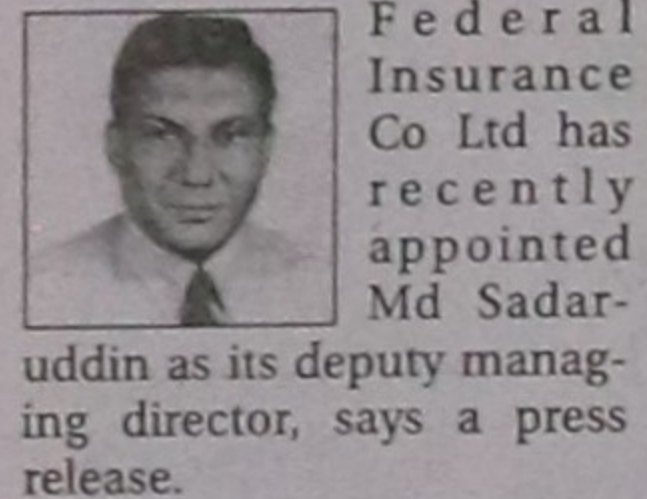 Federal
Insurance
Co Ltd has
recently
appointed
Md Sadar-
uddin as its deputy manag-
ing director, says a press
release.